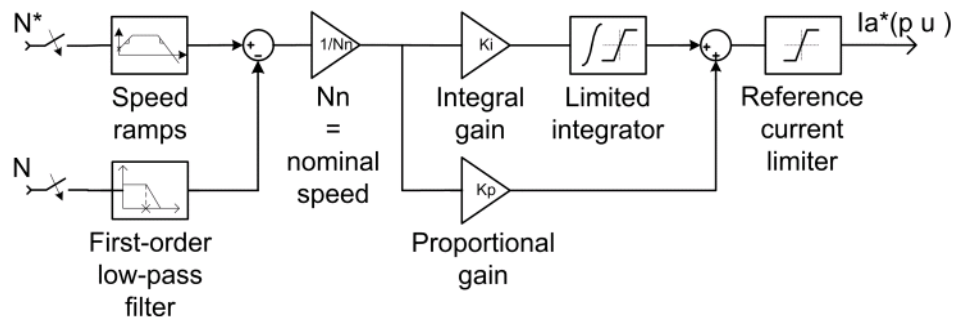 N*
Ia*(p u )
+
-
1/Nn
Ki
+
+
Speed
ramps
Nn
=
nominal
speed
Integral
gain
Limited
integrator
Reference
current
limiter
N
Kp
First-order
low-pass
filter
Proportional
gain